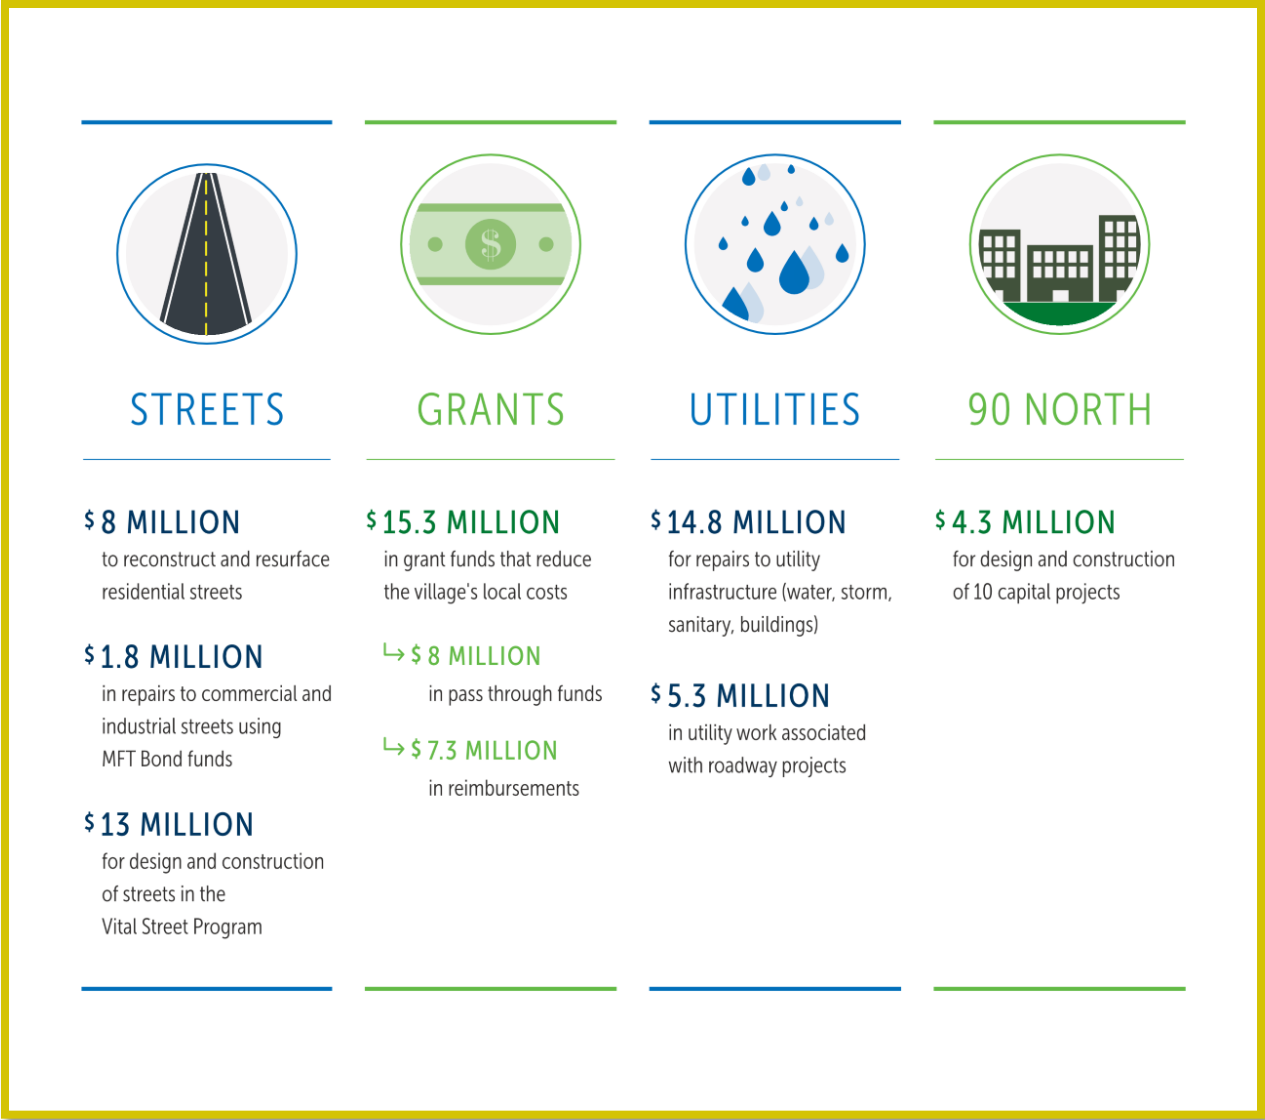 STREETS
$ 8 MILLION
to reconstruct and resurface
residential streets
$ 1.8 MILLION
in repairs to commercial and
industrial streets using
MFT Bond funds
$ 13 MILLION
for design and construction
of streets in the
Vital Street Program
$
GRANTS
$ 15.3 MILLION
in grant funds that reduce
the village's local costs
$ 8 MILLION
in pass through funds
$ 7.3 MILLION
in reimbursements
UTILITIES
$ 14.8 MILLION
for repairs to utility
infrastructure (water, storm,
sanitary, buildings)
$ 5.3 MILLION
in utility work associated
with roadway projects
90 NORTH
$ 4.3 MILLION
for design and construction
of 10 capital projects